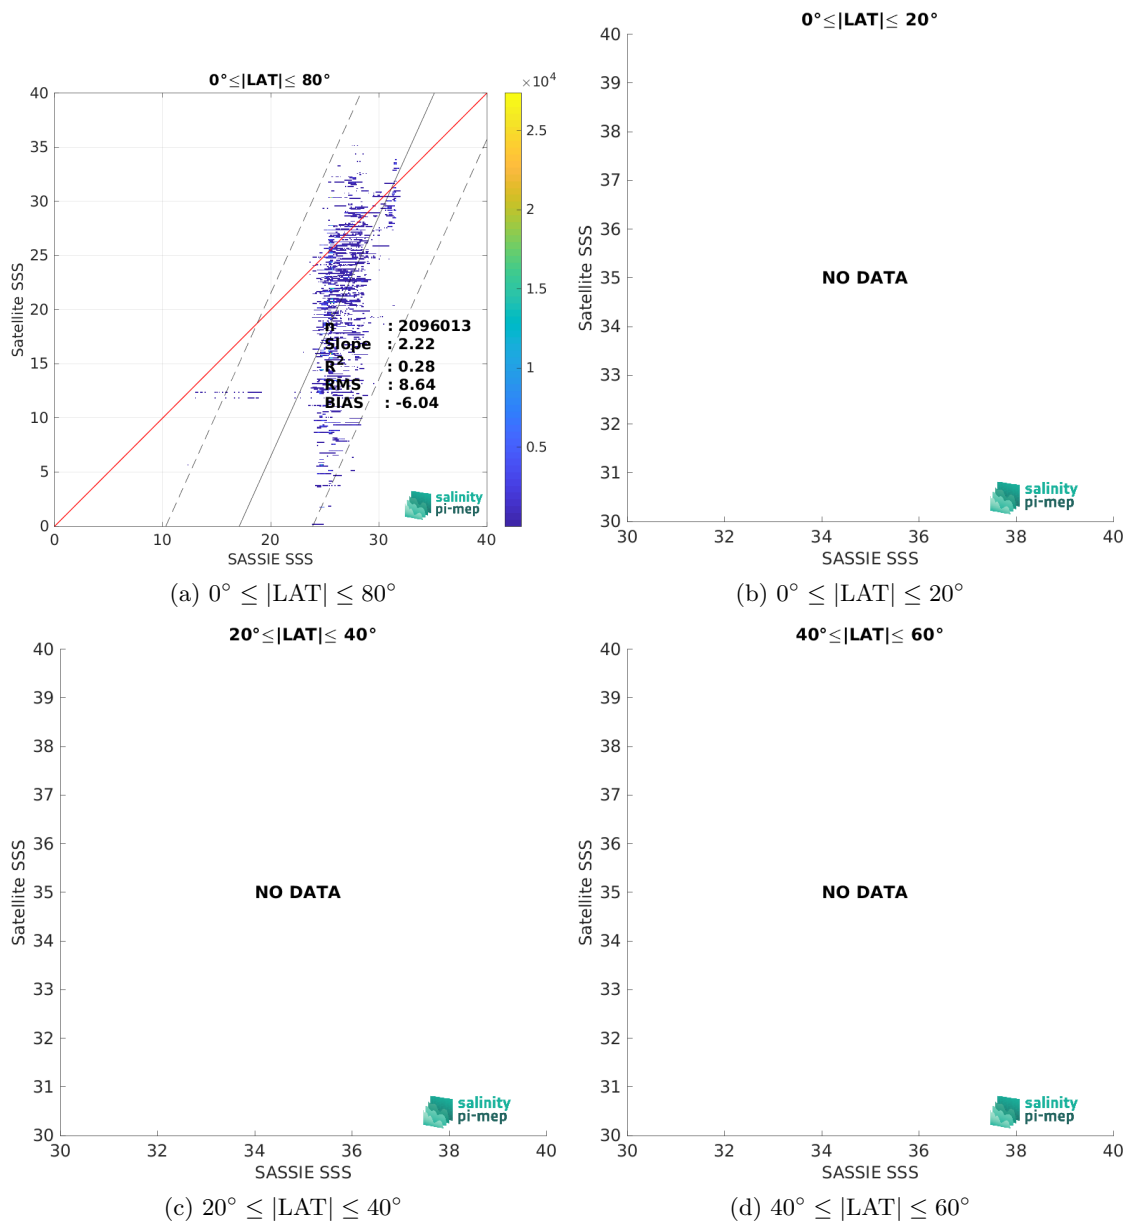 0°≤|LAT|≤ 80°
×10⁴
40
35
30
25
20
15
10
5
0
0
10
20
30
40
2.5
2
1.5
1
0.5
Satellite SSS
SASSIE SSS
n : 2096013
Slope : 2.22
R² : 0.28
RMS : 8.64
BIAS : -6.04
salinity
pi-mep
(a) 0° ≤ |LAT| ≤ 80°
0°≤|LAT|≤ 20°
40
39
38
37
36
35
34
33
32
31
30
30
32
34
36
38
40
Satellite SSS
SASSIE SSS
NO DATA
salinity
pi-mep
(b) 0° ≤ |LAT| ≤ 20°
20°≤|LAT|≤ 40°
40
39
38
37
36
35
34
33
32
31
30
30
32
34
36
38
40
Satellite SSS
SASSIE SSS
NO DATA
salinity
pi-mep
(c) 20° ≤ |LAT| ≤ 40°
40°≤|LAT|≤ 60°
40
39
38
37
36
35
34
33
32
31
30
30
32
34
36
38
40
Satellite SSS
SASSIE SSS
NO DATA
salinity
pi-mep
(d) 40° ≤ |LAT| ≤ 60°